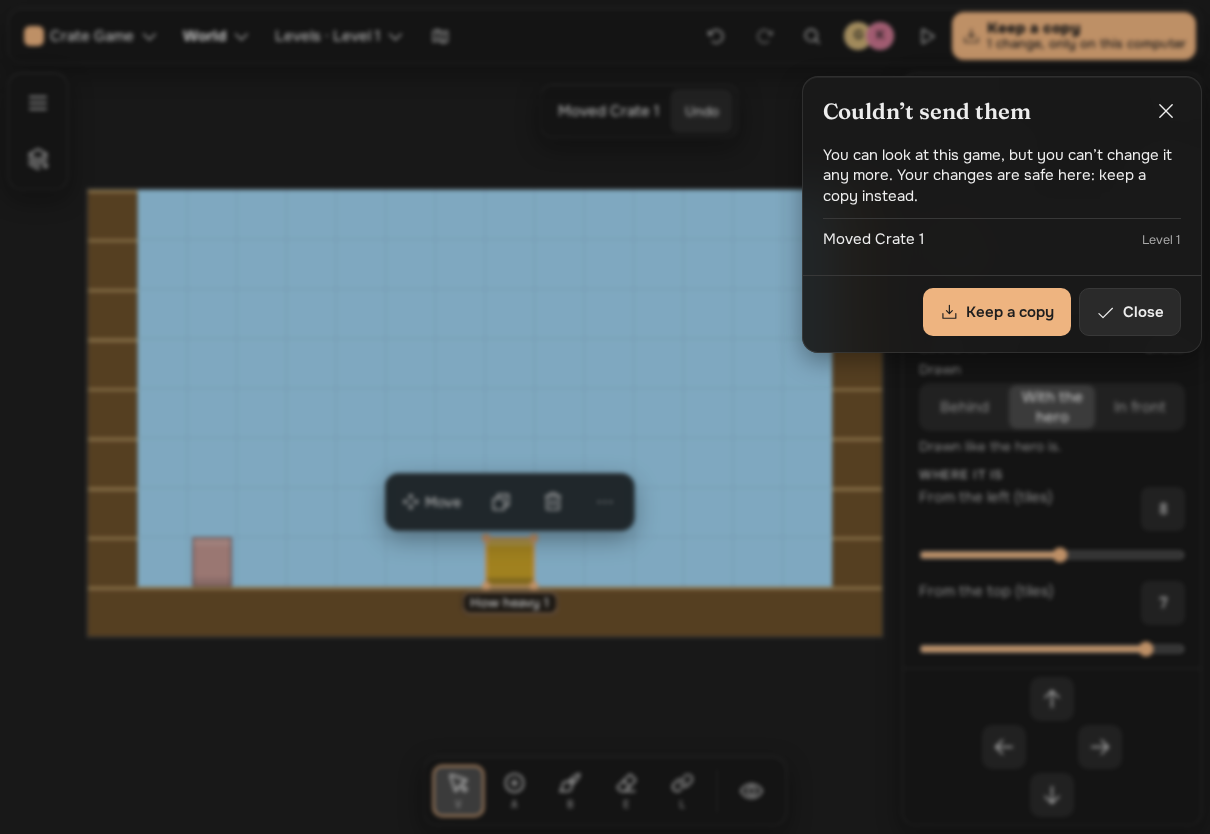 Crate Game
World
Levels · Level 1
Keep a copy
1 change, only on this computer
Moved Crate 1
Undo
Couldn’t send them
You can look at this game, but you can’t change it
any more. Your changes are safe here: keep a
copy instead.
Moved Crate 1
Level 1
Keep a copy
Close
Drawn
Behind
With the
hero
In front
Drawn like the hero is.
WHERE IT IS
From the left (tiles)
8
Move
How heavy 1
From the top (tiles)
7
B
E
L